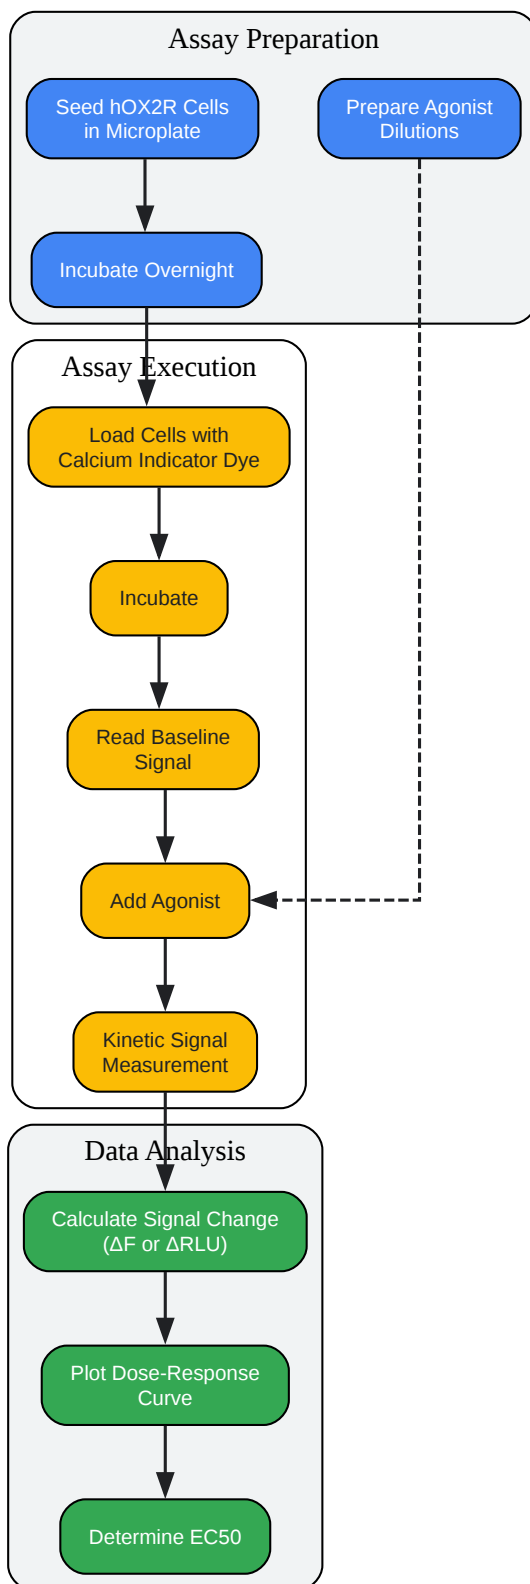 Assay Preparation
Seed hOX2R Cells
in Microplate
Prepare Agonist
Dilutions
Incubate Overnight
Assay Execution
Load Cells with
Calcium Indicator Dye
Incubate
Read Baseline
Signal
Add Agonist
Kinetic Signal
Measurement
Data Analysis
Calculate Signal Change
(ΔF or ΔRLU)
Plot Dose-Response
Curve
Determine EC50